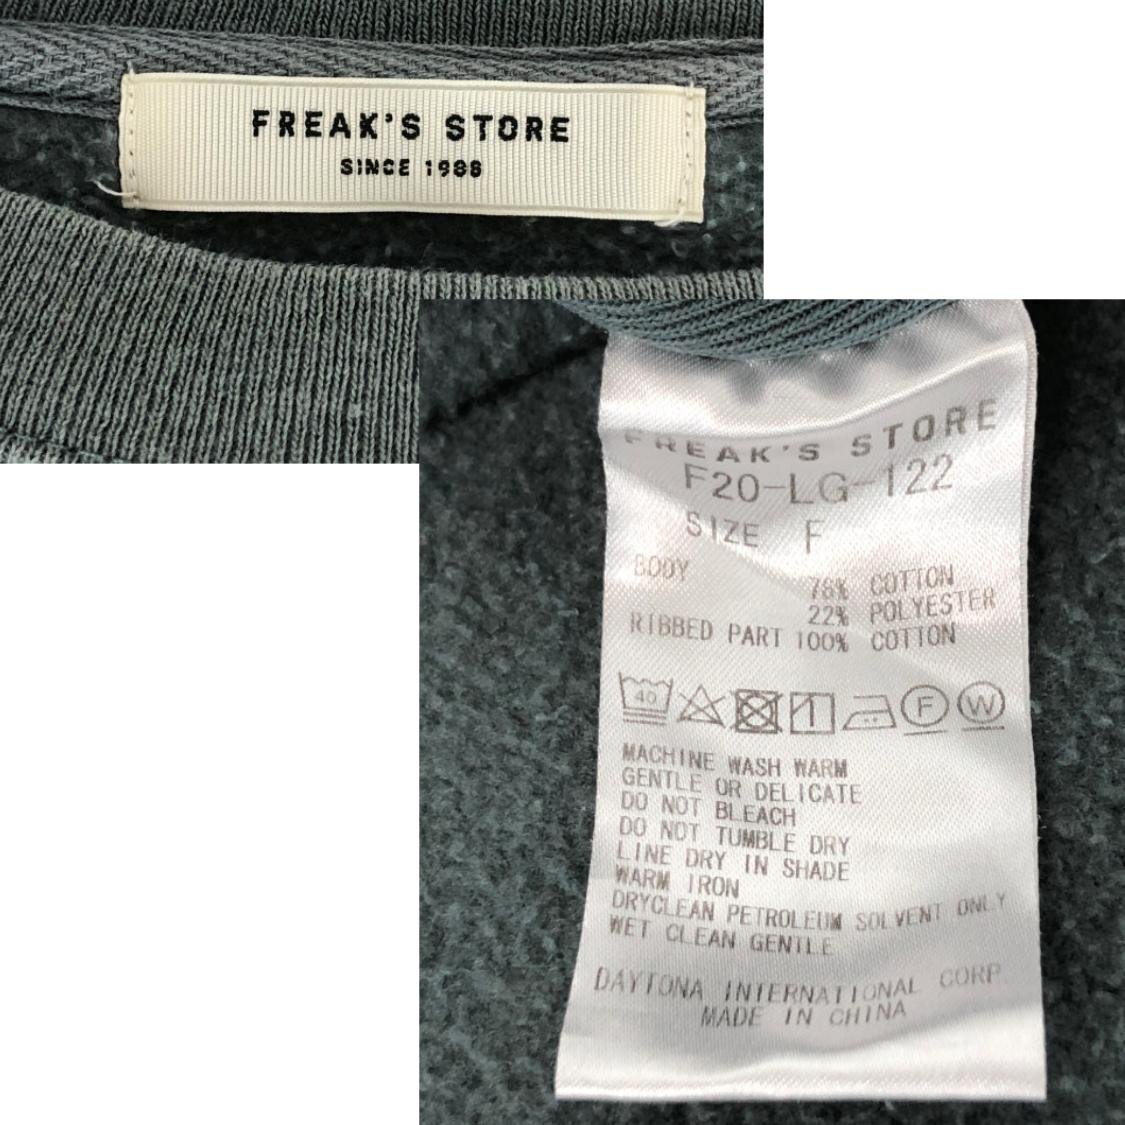 FREAK'S STORE
SINCE 1986
FREAK'S STORE
F20-LG-122
SIZE F
BODY 78% COTTON
22% POLYESTER
RIBBED PART 100% COTTON
40
F W
MACHINE WASH WARM
GENTLE OR DELICATE
DO NOT BLEACH
DO NOT TUMBLE DRY
LINE DRY IN SHADE
WARM IRON
DRYCLEAN PETROLEUM SOLVENT ONLY
WET CLEAN GENTLE
DAYTONA INTERNATIONAL CORP.
MADE IN CHINA